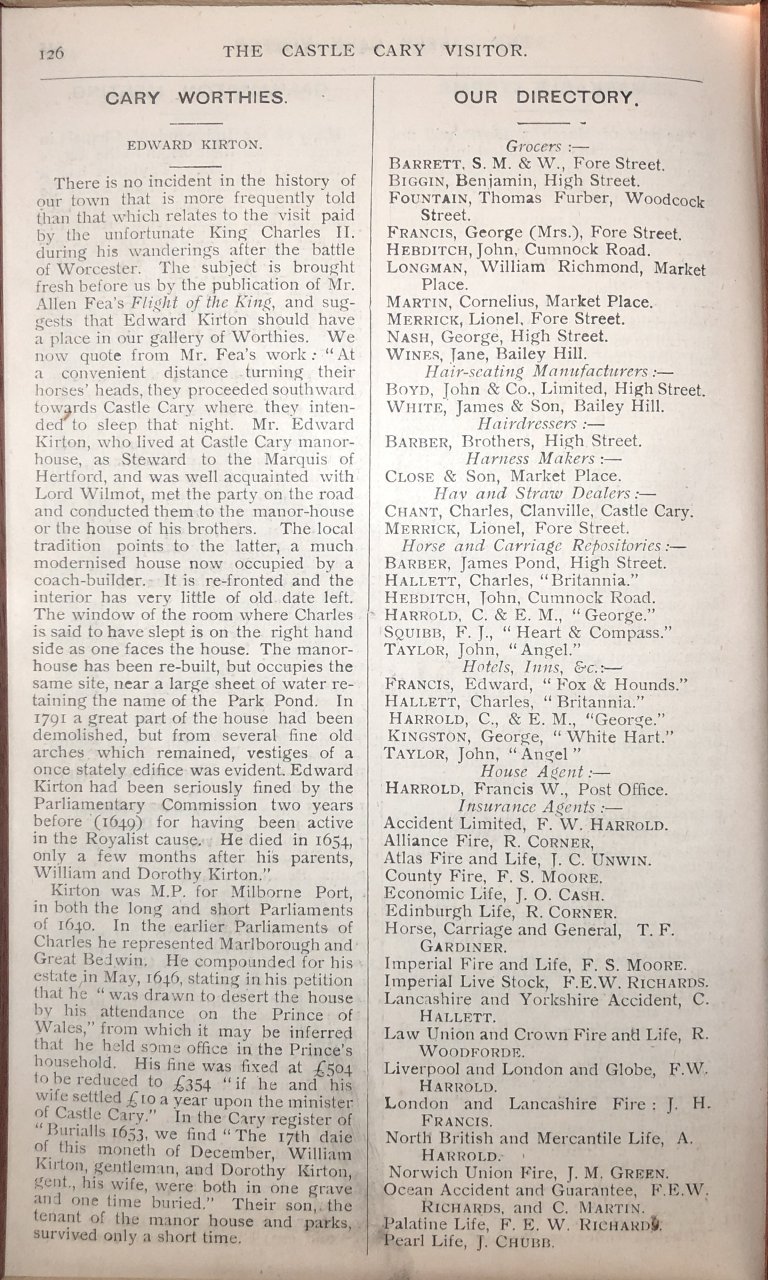 126
THE CASTLE CARY VISITOR.
CARY WORTHIES.
EDWARD KIRTON.
There is no incident in the history of
our town that is more frequently told
than that which relates to the visit paid
by the unfortunate King Charles II.
during his wanderings after the battle
of Worcester. The subject is brought
fresh before us by the publication of Mr.
Allen Fea's Flight of the King, and sug-
gests that Edward Kirton should have
a place in our gallery of Worthies. We
now quote from Mr. Fea's work: "At
a convenient distance turning their
horses' heads, they proceeded southward
towards Castle Cary where they inten-
ded to sleep that night. Mr. Edward
Kirton, who lived at Castle Cary manor-
house, as Steward to the Marquis of
Hertford, and was well acquainted with
Lord Wilmot, met the party on the road
and conducted them to the manor-house
or the house of his brothers. The local
tradition points to the latter, a much
modernised house now occupied by a
coach-builder. It is re-fronted and the
interior has very little of old date left.
The window of the room where Charles
is said to have slept is on the right hand
side as one faces the house. The manor-
house has been re-built, but occupies the
same site, near a large sheet of water re-
taining the name of the Park Pond. In
1791 a great part of the house had been
demolished, but from several fine old
arches which remained, vestiges of a
once stately edifice was evident. Edward
Kirton had been seriously fined by the
Parliamentary Commission two years
before (1649) for having been active
in the Royalist cause. He died in 1654,
only a few months after his parents,
William and Dorothy Kirton."
Kirton was M.P. for Milborne Port,
in both the long and short Parliaments
of 1640. In the earlier Parliaments of
Charles he represented Marlborough and
Great Bedwin. He compounded for his
estate in May, 1646, stating in his petition
that he "was drawn to desert the house
by his attendance on the Prince of
Wales," from which it may be inferred
that he held some office in the Prince's
household. His fine was fixed at £504
to be reduced to £354 "if he and his
wife settled £10 a year upon the minister
of Castle Cary." In the Cary register of
"Burialls 1653, we find "The 17th daie
of this moneth of December, William
Kirton, gentleman, and Dorothy Kirton,
gent., his wife, were both in one grave
and one time buried." Their son, the
tenant of the manor house and parks,
survived only a short time.
OUR DIRECTORY.
Grocers :—
BARRETT, S. M. & W., Fore Street.
BIGGIN, Benjamin, High Street.
FOUNTAIN, Thomas Furber, Woodcock
Street.
FRANCIS, George (Mrs.), Fore Street.
HEBDITCH, John, Cumnock Road.
LONGMAN, William Richmond, Market
Place.
MARTIN, Cornelius, Market Place.
MERRICK, Lionel, Fore Street.
NASH, George, High Street.
WINES, Jane, Bailey Hill.
Hair-seating Manufacturers :—
BOYD, John & Co., Limited, High Street.
WHITE, James & Son, Bailey Hill.
Hairdressers :—
BARBER, Brothers, High Street.
Harness Makers :—
CLOSE & Son, Market Place.
Hay and Straw Dealers :—
CHANT, Charles, Clanville, Castle Cary.
MERRICK, Lionel, Fore Street.
Horse and Carriage Repositories :—
BARBER, James Pond, High Street.
HALLETT, Charles, "Britannia."
HEBDITCH, John, Cumnock Road.
HARROLD, C. & E. M., "George."
SQUIBB, F. J., "Heart & Compass."
TAYLOR, John, "Angel."
Hotels, Inns, &c.:—
FRANCIS, Edward, "Fox & Hounds."
HALLETT, Charles, "Britannia."
HARROLD, C., & E. M., "George."
KINGSTON, George, "White Hart."
TAYLOR, John, "Angel"
House Agent :—
HARROLD, Francis W., Post Office.
Insurance Agents :—
Accident Limited, F. W. HARROLD.
Alliance Fire, R. CORNER,
Atlas Fire and Life, J. C. UNWIN.
County Fire, F. S. MOORE.
Economic Life, J. O. CASH.
Edinburgh Life, R. CORNER.
Horse, Carriage and General, T. F.
GARDINER.
Imperial Fire and Life, F. S. MOORE.
Imperial Live Stock, F.E.W. RICHARDS.
Lancashire and Yorkshire Accident, C.
HALLETT.
Law Union and Crown Fire and Life, R.
WOODFORDE.
Liverpool and London and Globe, F.W.
HARROLD.
London and Lancashire Fire : J. H.
FRANCIS.
North British and Mercantile Life, A.
HARROLD.
Norwich Union Fire, J. M. GREEN.
Ocean Accident and Guarantee, F.E.W.
RICHARDS, and C. MARTIN.
Palatine Life, F. E. W. RICHARDS.
Pearl Life, J. CHUBB.